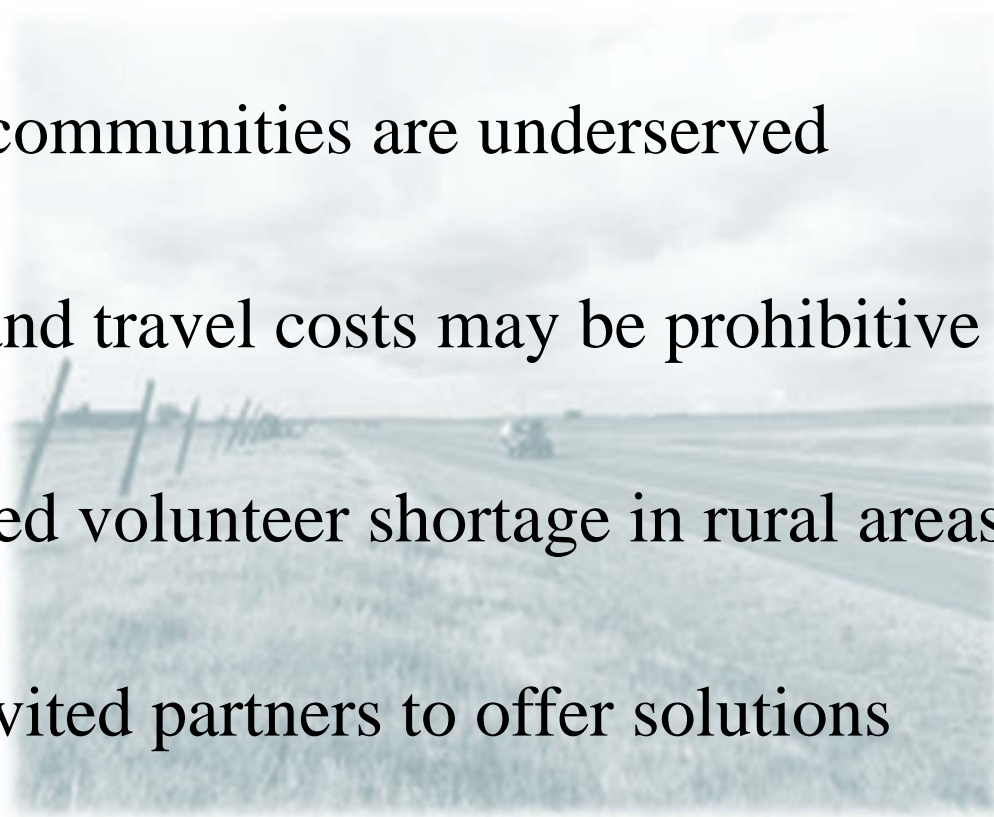 communities are underserved
and travel costs may be prohibitive
ed volunteer shortage in rural areas
vited partners to offer solutions